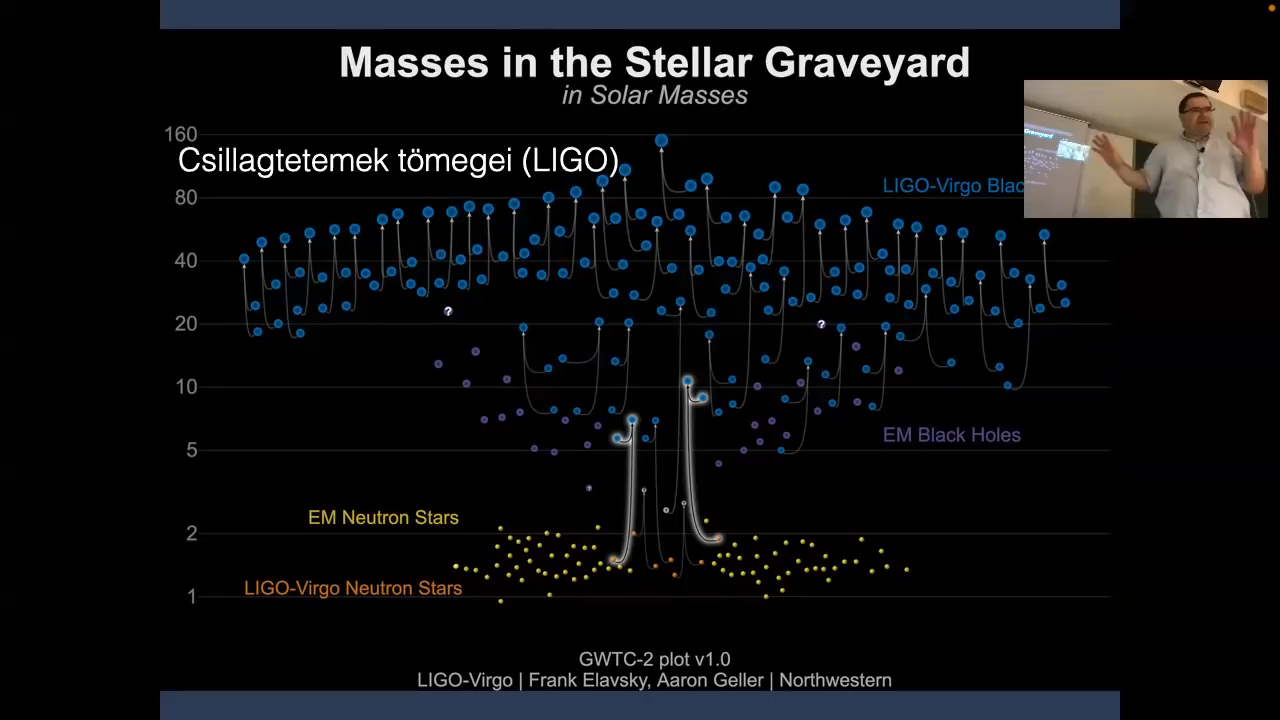 Masses in the Stellar Graveyard
in Solar Masses
160
Csillagtetemek tömegei (LIGO)
LIGO-Virgo Blac
80
40
20
10
EM Black Holes
5
EM Neutron Stars
2
LIGO-Virgo Neutron Stars
1
GWTC-2 plot v1.0
LIGO-Virgo | Frank Elavsky, Aaron Geller | Northwestern